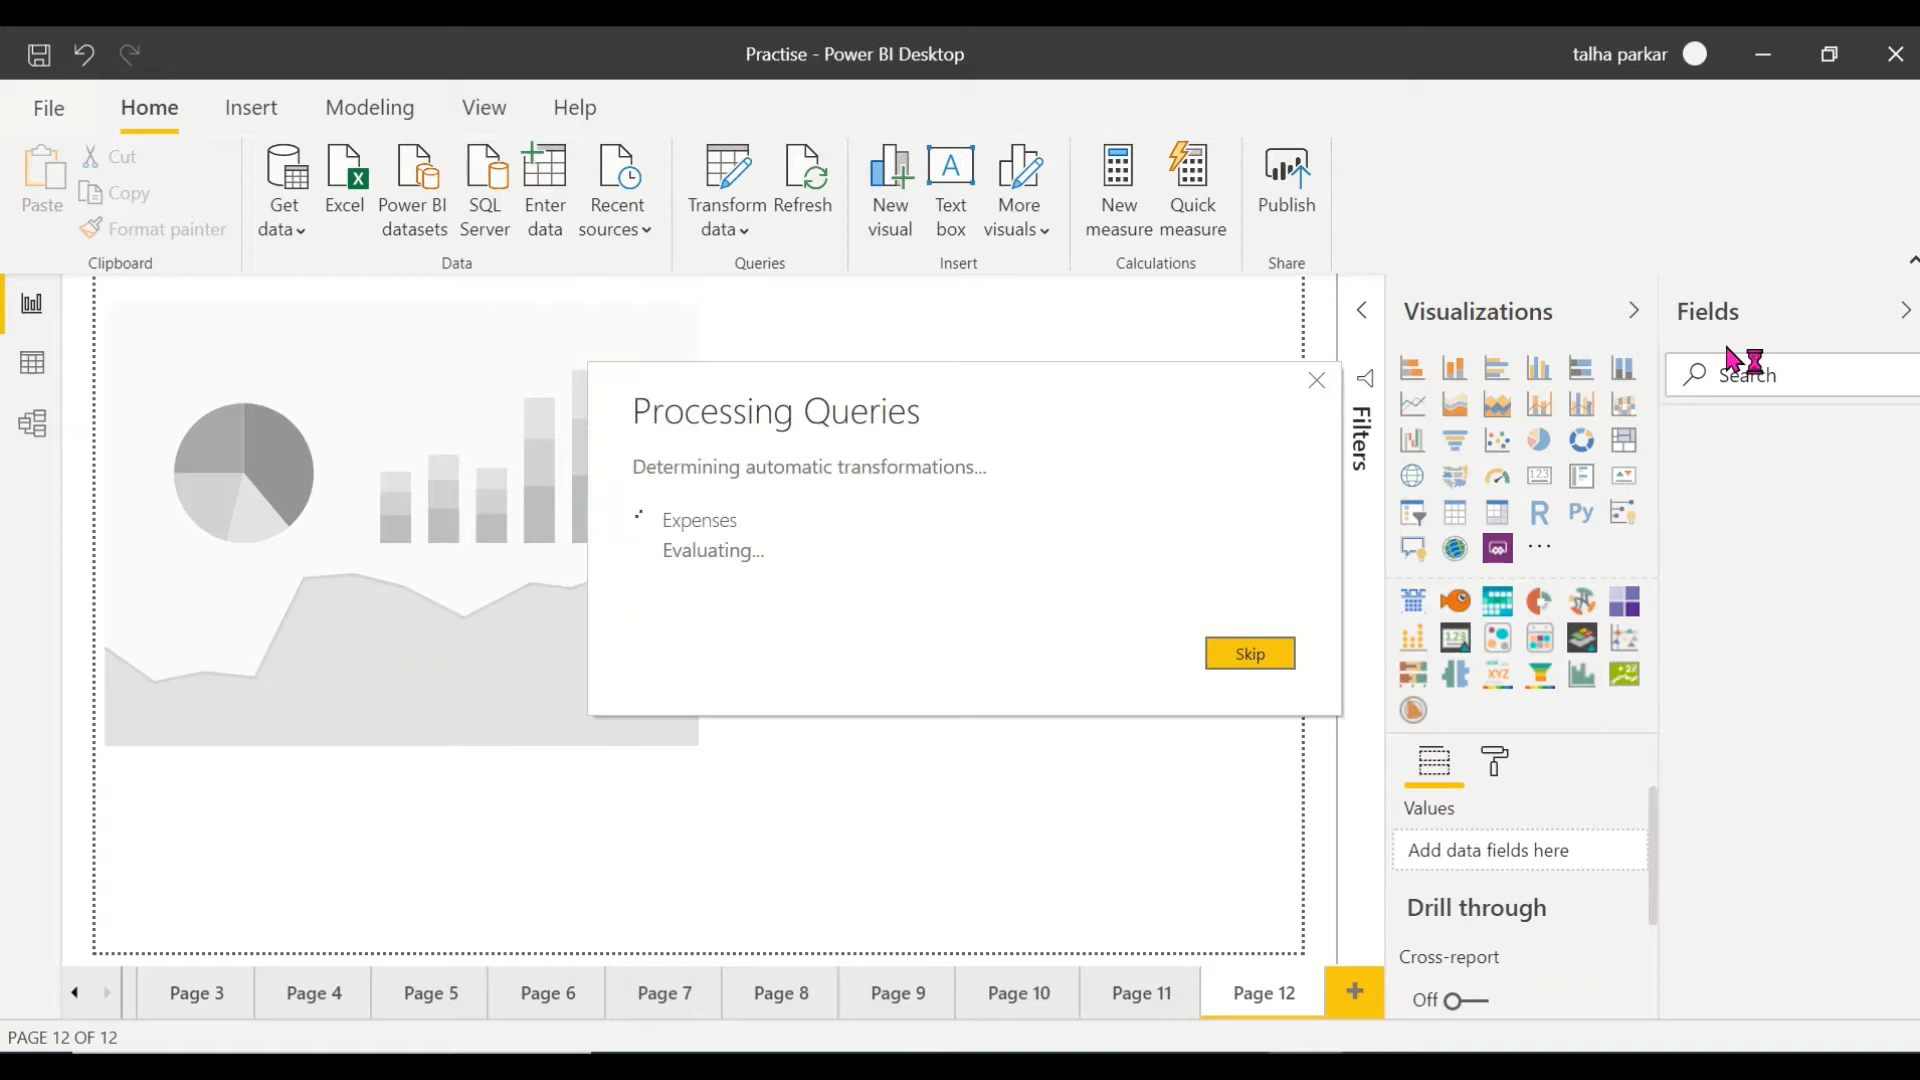 Practise - Power BI Desktop
talha parkar
File
Home
Insert
Modeling
View
Help
Paste
Cut
Copy
Format painter
Clipboard
Get data
Excel
Power BI datasets
SQL Server
Enter data
Recent sources
Data
Transform data
Refresh
Queries
New visual
A
Text box
More visuals
Insert
New measure
Quick measure
Calculations
Publish
Share
Processing Queries
Determining automatic transformations...
Expenses
Evaluating...
Skip
Filters
Visualizations
123
R
Py
123
XYZ
Values
Add data fields here
Drill through
Cross-report
Off
Fields
Search
Page 3
Page 4
Page 5
Page 6
Page 7
Page 8
Page 9
Page 10
Page 11
Page 12
PAGE 12 OF 12